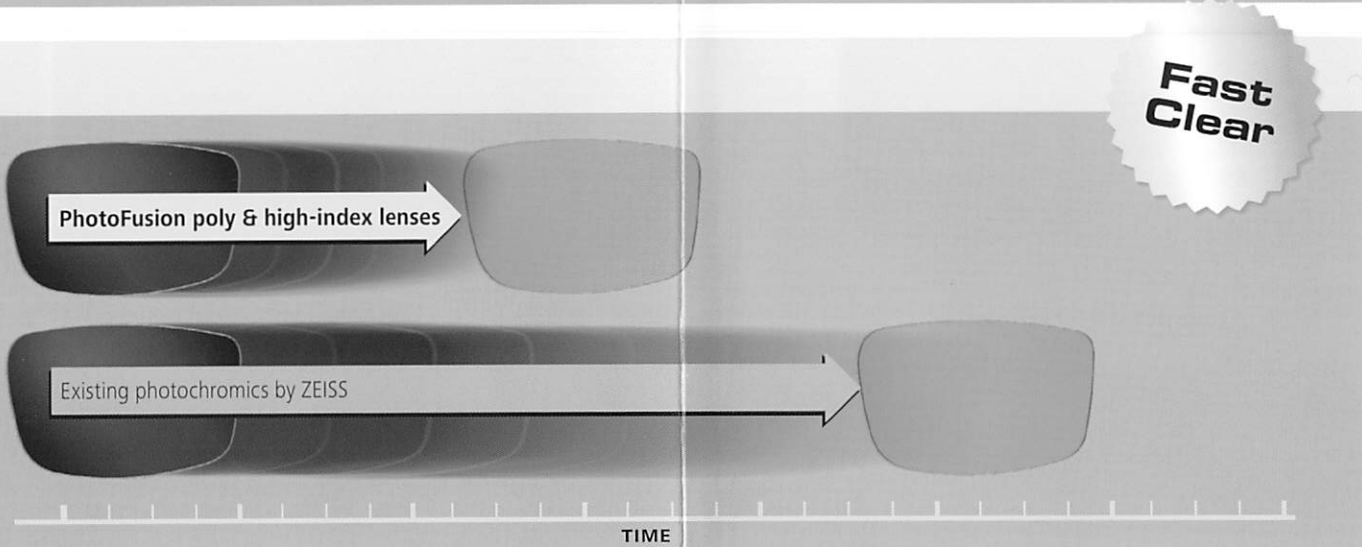 Fast
Clear
PhotoFusion poly & high-index lenses
Existing photochromics by ZEISS
TIME